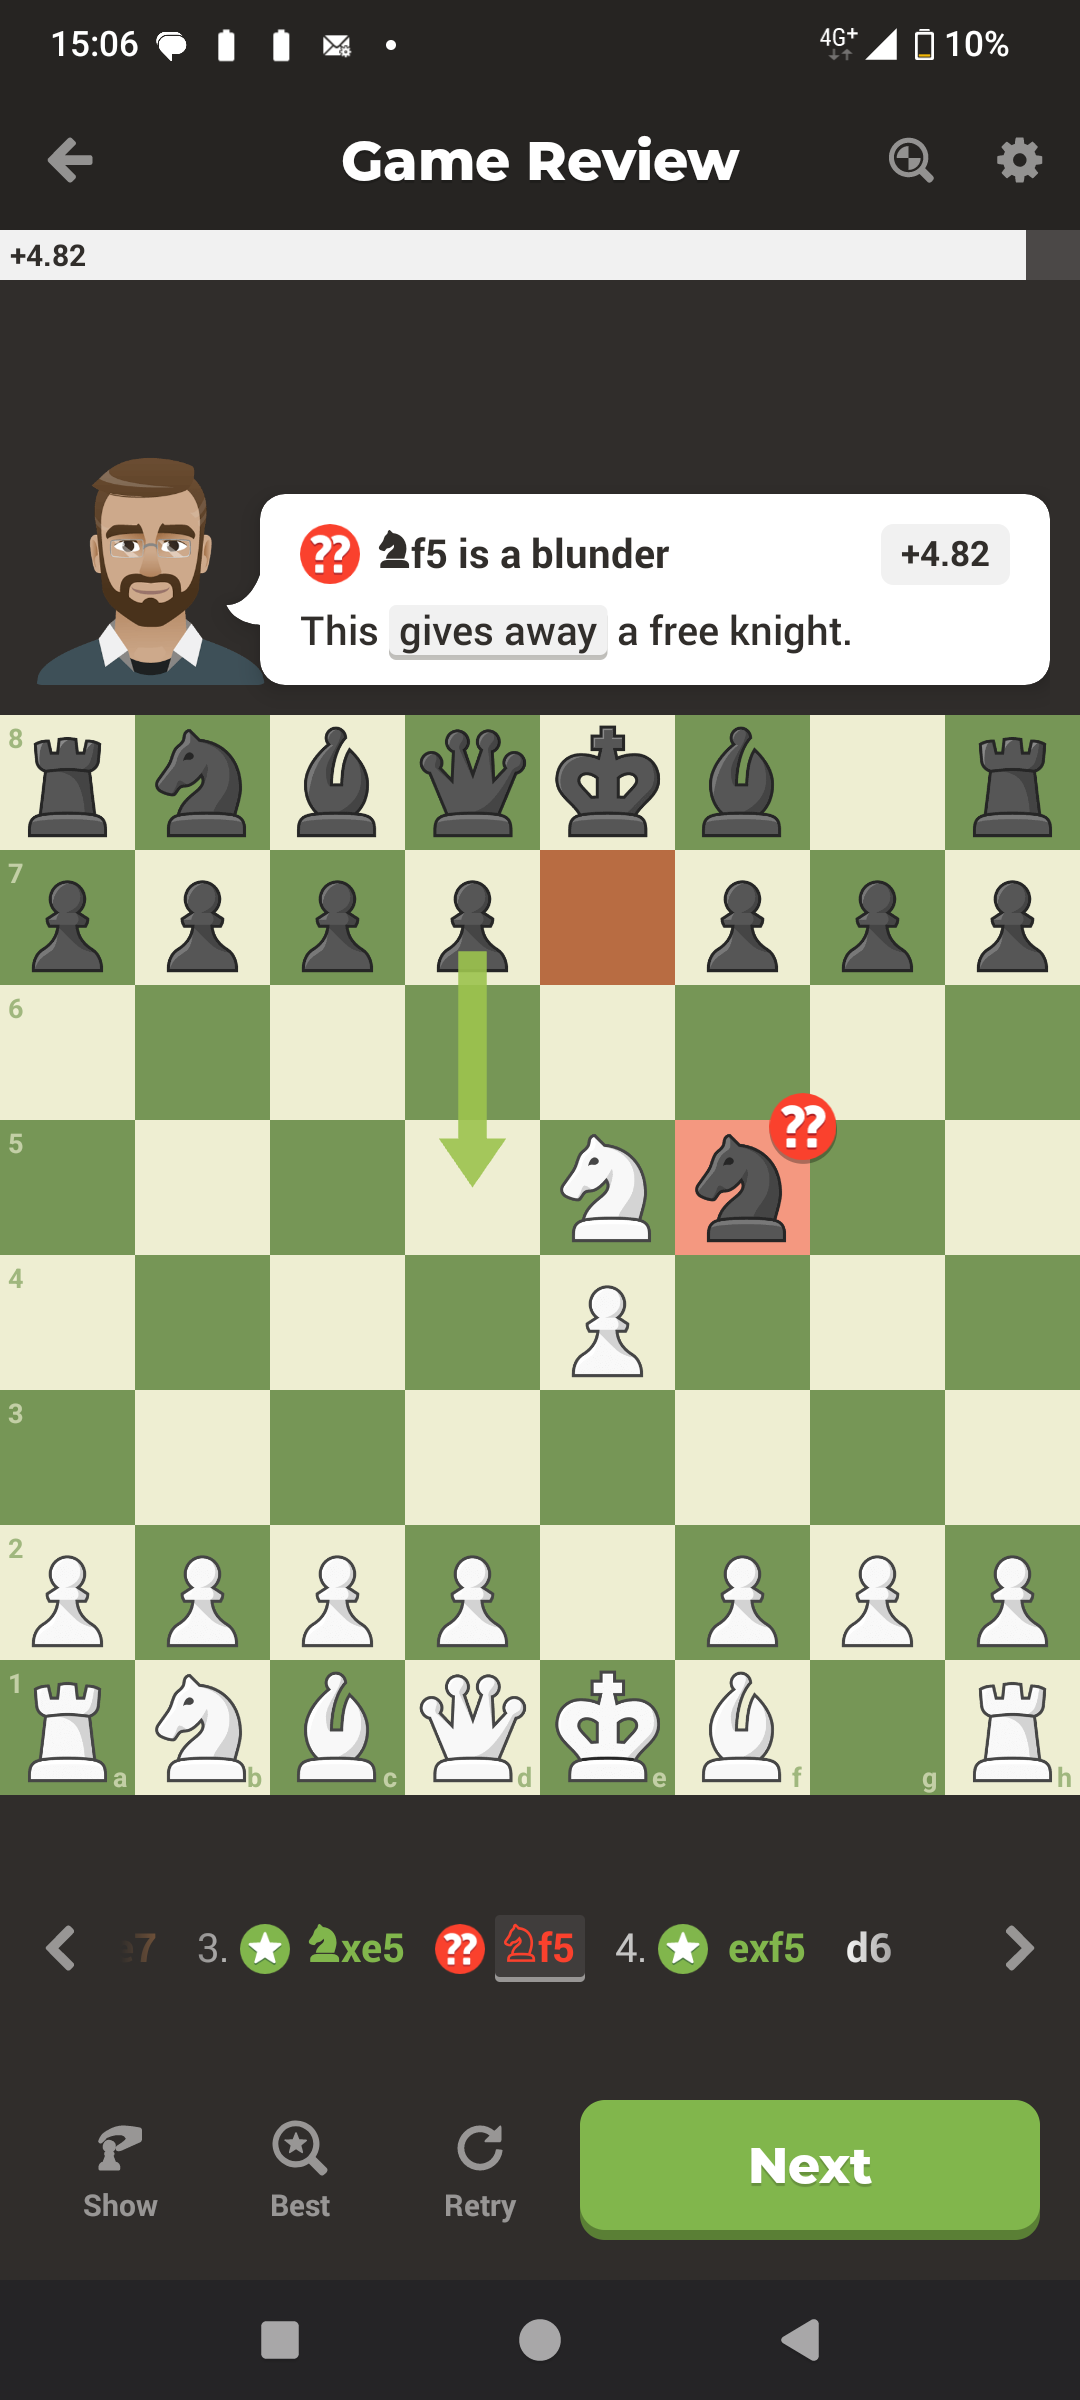 15:06 4G+ 10%
Game Review
+4.82
?? f5 is a blunder +4.82
This gives away a free knight.
8
7
6
5
??
4
3
2
1
a b c d e f g h
e7 3. xe5 ?? f5 4. exf5 d6
Show Best Retry Next